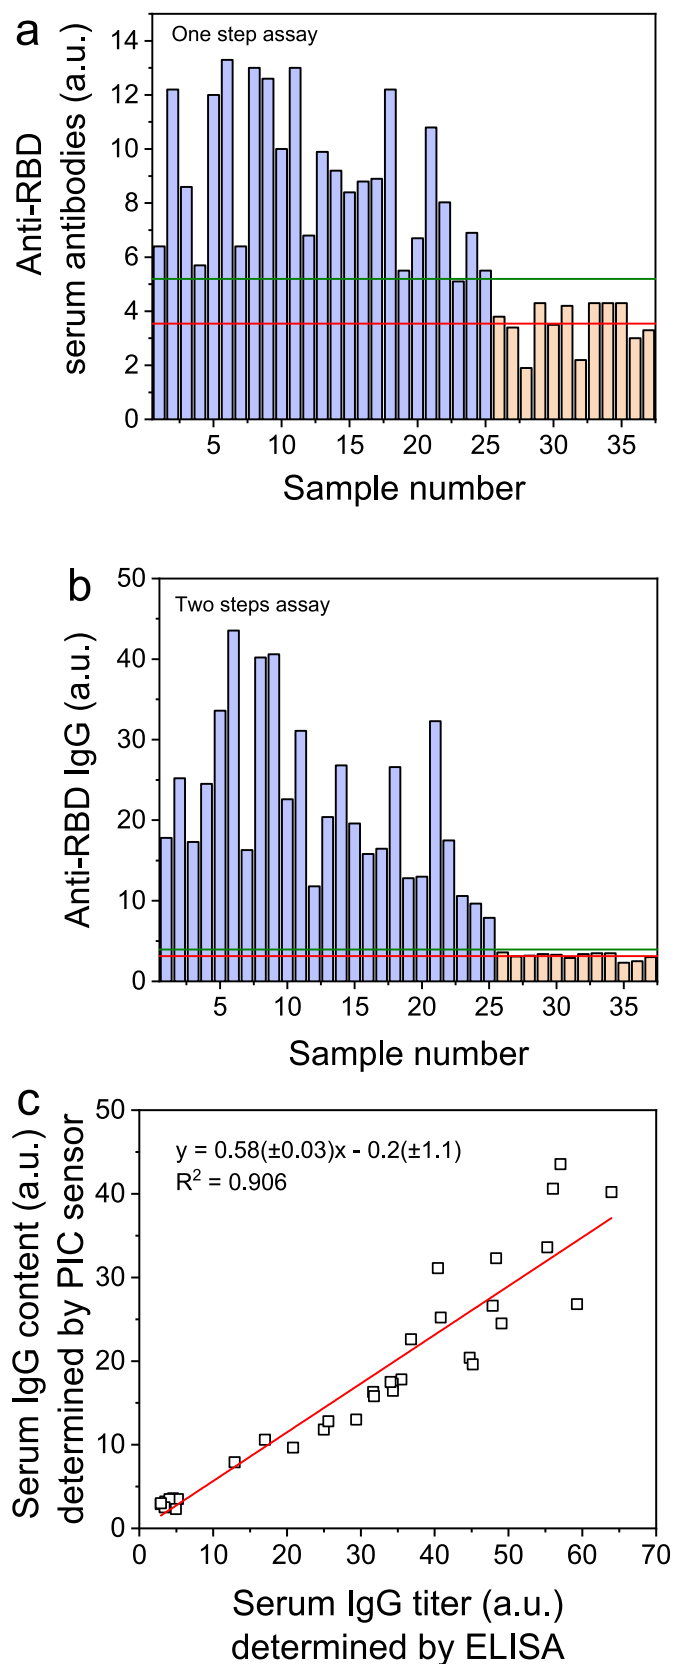 a
One step assay
Anti-RBD
serum antibodies (a.u.)
14
12
10
8
6
4
2
0
5 10 15 20 25 30 35
Sample number
b
Two steps assay
Anti-RBD IgG (a.u.)
50
40
30
20
10
0
5 10 15 20 25 30 35
Sample number
c
y = 0.58(±0.03)x - 0.2(±1.1)
R² = 0.906
Serum IgG content (a.u.)
determined by PIC sensor
50
40
30
20
10
0
0 10 20 30 40 50 60 70
Serum IgG titer (a.u.)
determined by ELISA